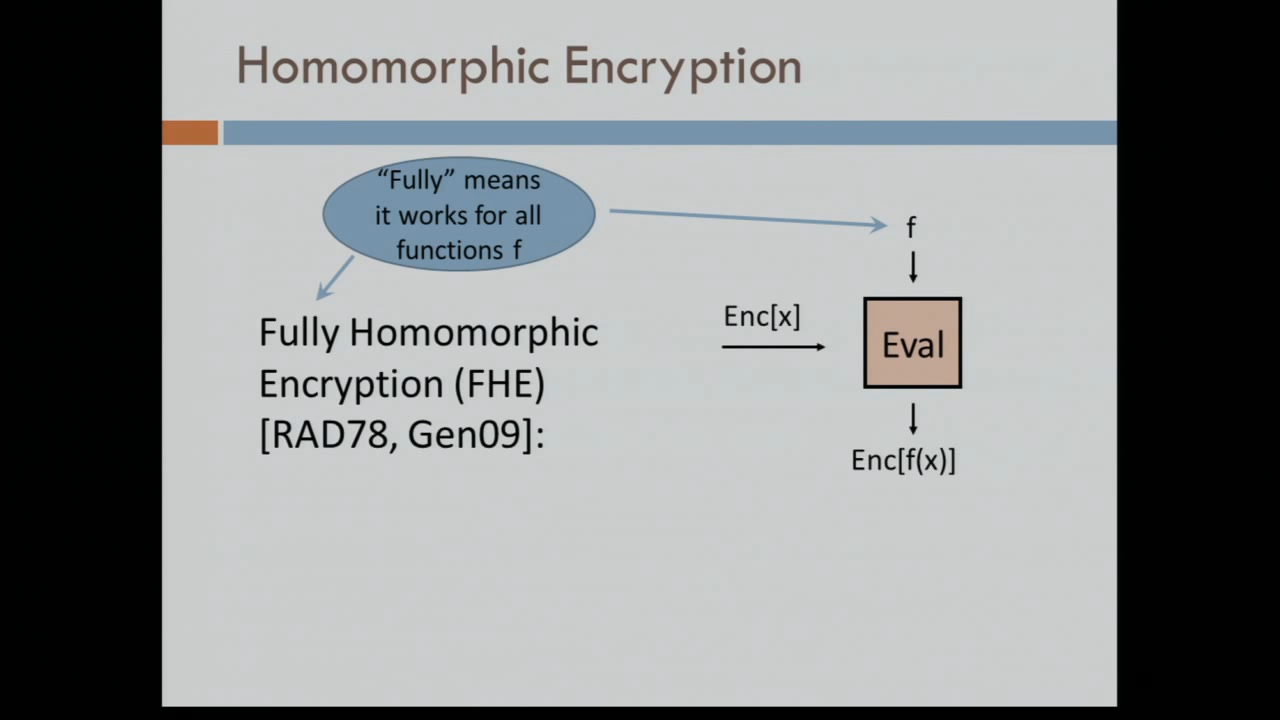 Homomorphic Encryption
“Fully” means
it works for all
functions f
f
Fully Homomorphic
Encryption (FHE)
[RAD78, Gen09]:
Enc[x]
Eval
Enc[f(x)]